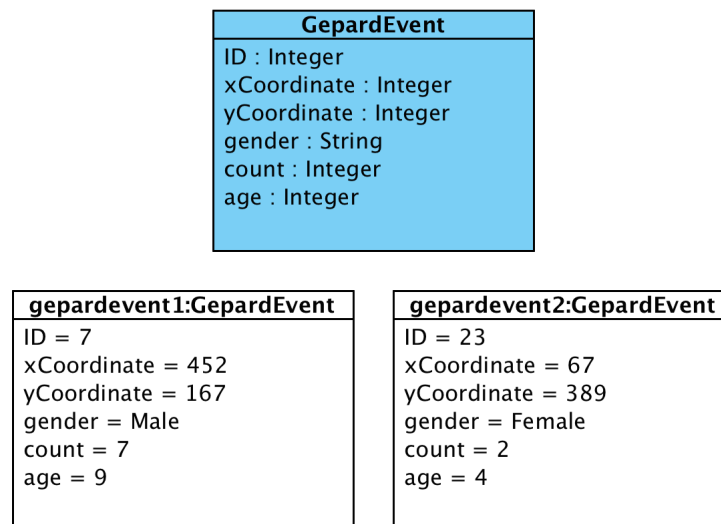 GepardEvent
ID : Integer
xCoordinate : Integer
yCoordinate : Integer
gender : String
count : Integer
age : Integer
gepardevent1:GepardEvent
ID = 7
xCoordinate = 452
yCoordinate = 167
gender = Male
count = 7
age = 9
gepardevent2:GepardEvent
ID = 23
xCoordinate = 67
yCoordinate = 389
gender = Female
count = 2
age = 4